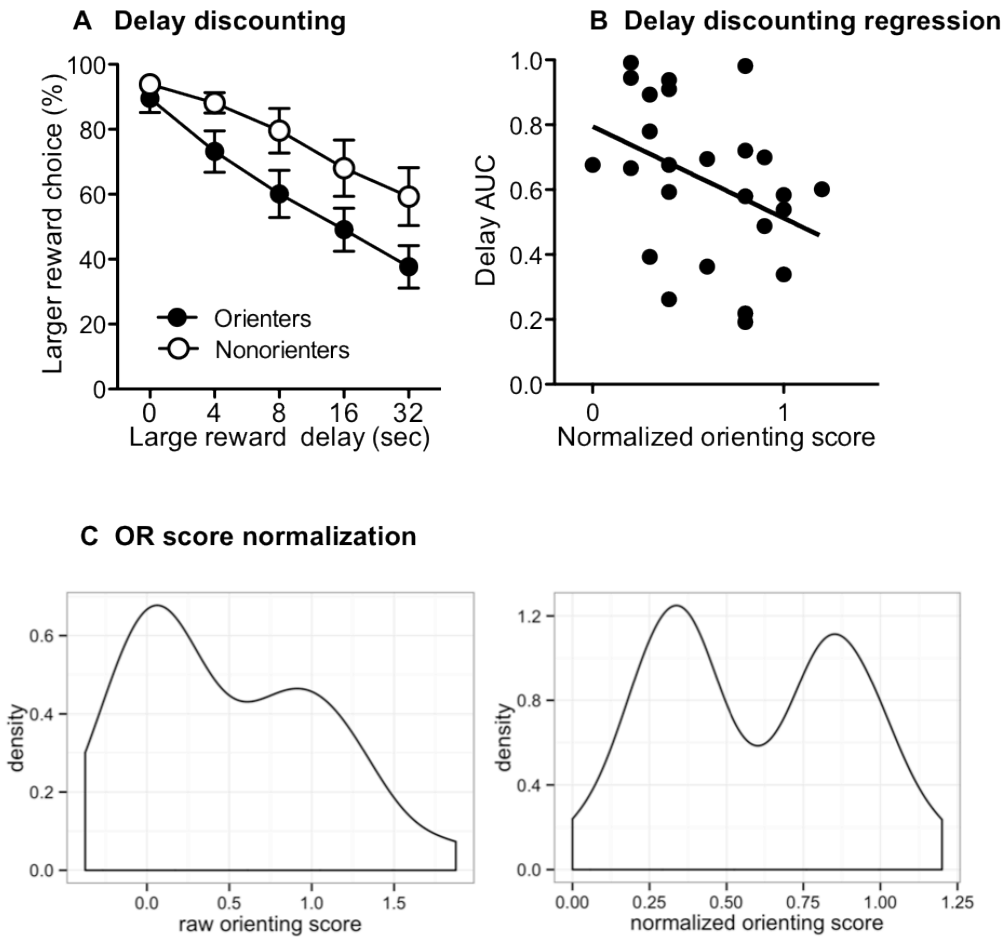 A Delay discounting
Larger reward choice (%)
100
80
60
40
20
0
Orienters
Nonorienters
0 4 8 16 32
Large reward delay (sec)
B Delay discounting regression
Delay AUC
1.0
0.8
0.6
0.4
0.2
0.0
0 1
Normalized orienting score
C OR score normalization
density
0.6
0.4
0.2
0.0
0.0 0.5 1.0 1.5
raw orienting score
density
1.2
0.8
0.4
0.0
0.00 0.25 0.50 0.75 1.00 1.25
normalized orienting score